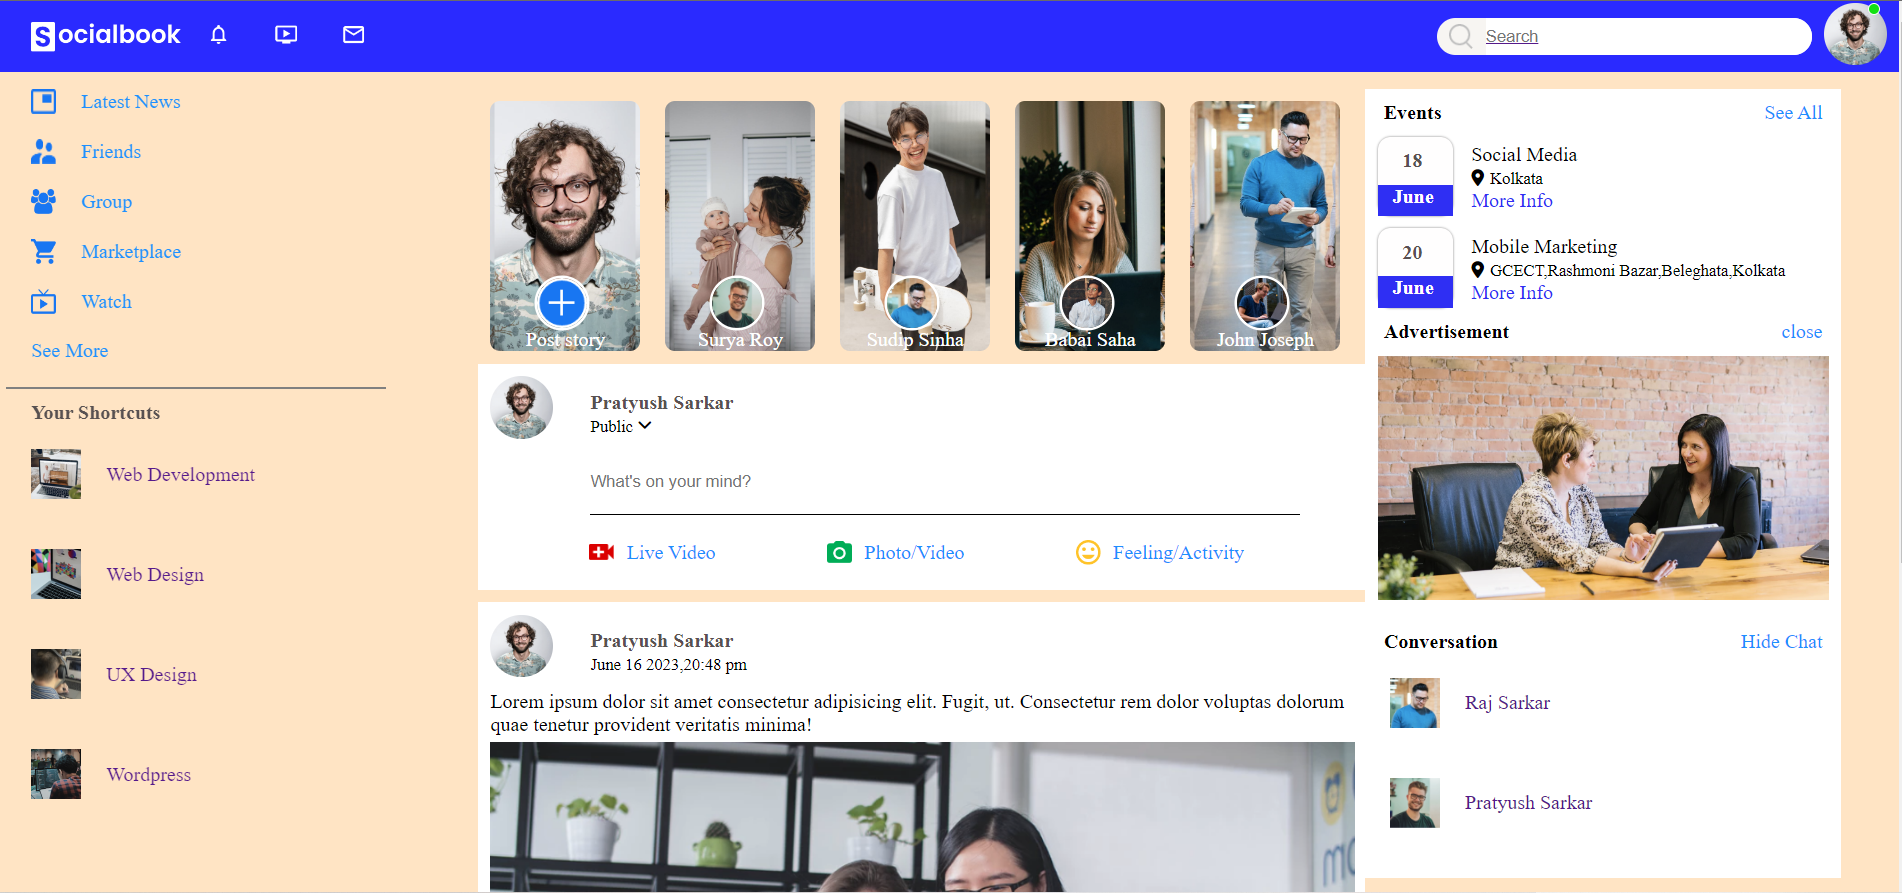 Socialbook
Search
Latest News
Friends
Group
Marketplace
Watch
See More
Your Shortcuts
Web Development
Web Design
UX Design
Wordpress
Post story
Surya Roy
Sudip Sinha
Babai Saha
John Joseph
Pratyush Sarkar
Public
What's on your mind?
Live Video
Photo/Video
Feeling/Activity
Pratyush Sarkar
June 16 2023,20:48 pm
Lorem ipsum dolor sit amet consectetur adipisicing elit. Fugit, ut. Consectetur rem dolor voluptas dolorum
quae tenetur provident veritatis minima!
Events
See All
18
June
Social Media
Kolkata
More Info
20
June
Mobile Marketing
GCECT,Rashmoni Bazar,Beleghata,Kolkata
More Info
Advertisement
close
Conversation
Hide Chat
Raj Sarkar
Pratyush Sarkar